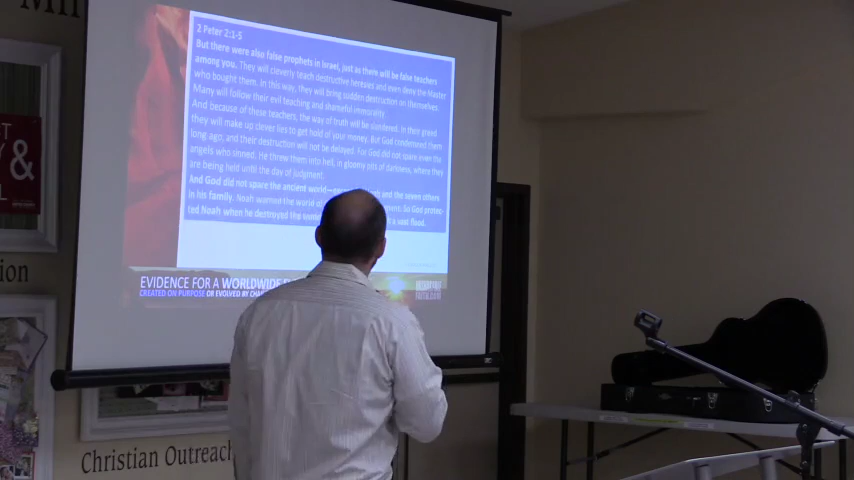 2 Peter 2:1-5
But there were also false prophets in Israel, just as there will be false teachers
among you. They will cleverly teach destructive heresies and even deny the Master
who bought them. In this way, they will bring sudden destruction on themselves.
Many will follow their evil teaching and shameful immorality.
And because of these teachers, the way of truth will be slandered. In their greed
they will make up clever lies to get hold of your money. But God condemned them
long ago, and their destruction will not be delayed. For God did not spare even the
angels who sinned. He threw them into hell, in gloomy pits of darkness, where they
are being held until the day of judgment.
And God did not spare the ancient world— and the seven others
in his family. Noah warned the world of So God protec-
ted Noah when he destroyed the a vast flood.
EVIDENCE FOR A WORLDWIDE
CREATED ON PURPOSE OR EVOLVED BY
&
ion
Christian Outreach